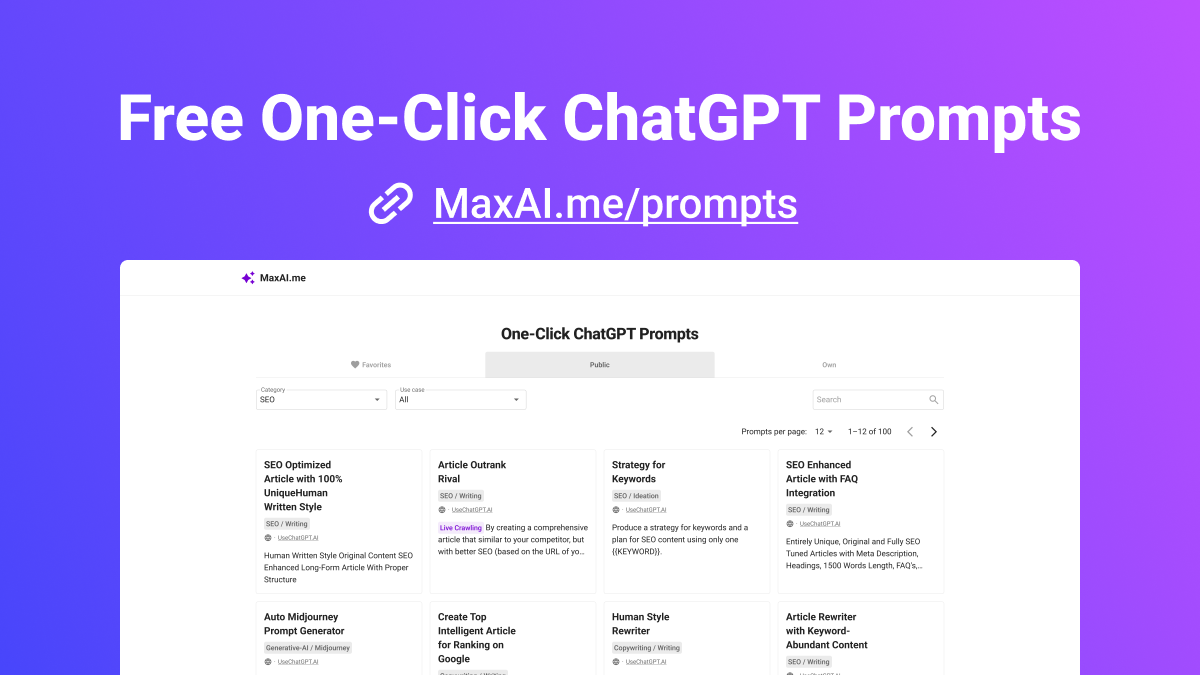 Free One-Click ChatGPT Prompts
MaxAI.me/prompts
MaxAI.me
One-Click ChatGPT Prompts
Favorites
Public
Own
Category
SEO
Use case
All
Search
Prompts per page: 12
1–12 of 100
SEO Optimized
Article with 100%
UniqueHuman
Written Style
SEO / Writing
· UseChatGPT.AI
Human Written Style Original Content SEO
Enhanced Long-Form Article With Proper
Structure
Article Outrank
Rival
SEO / Writing
· UseChatGPT.AI
Live Crawling By creating a comprehensive
article that similar to your competitor, but
with better SEO (based on the URL of yo...
Strategy for
Keywords
SEO / Ideation
· UseChatGPT.AI
Produce a strategy for keywords and a
plan for SEO content using only one
{{KEYWORD}}.
SEO Enhanced
Article with FAQ
Integration
SEO / Writing
· UseChatGPT.AI
Entirely Unique, Original and Fully SEO
Tuned Articles with Meta Description,
Headings, 1500 Words Length, FAQ's,...
Auto Midjourney
Prompt Generator
Generative-AI / Midjourney
· UseChatGPT.AI
Create Top
Intelligent Article
for Ranking on
Google
Copywriting / Writing
Human Style
Rewriter
Copywriting / Writing
· UseChatGPT.AI
Article Rewriter
with Keyword-
Abundant Content
SEO / Writing
· UseChatGPT.AI